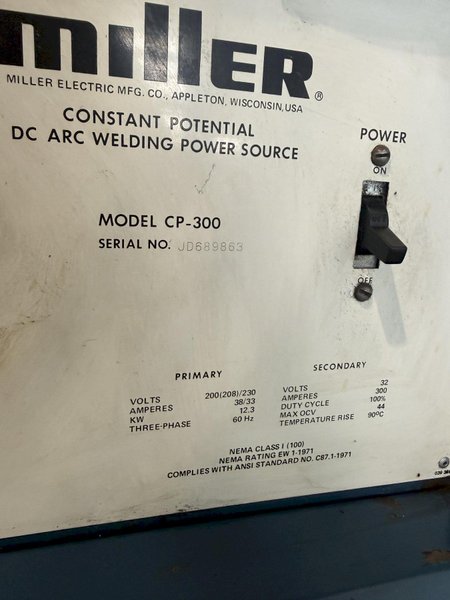 miller®
MILLER ELECTRIC MFG. CO., APPLETON, WISCONSIN, USA
CONSTANT POTENTIAL
DC ARC WELDING POWER SOURCE
POWER
ON
OFF
MODEL CP-300
SERIAL NO. JD689863
PRIMARY
VOLTS 200(208)/230
AMPERES 38/33
KW 12.3
THREE-PHASE 60 Hz
SECONDARY
VOLTS 32
AMPERES 300
DUTY CYCLE 100%
MAX OCV 44
TEMPERATURE RISE 90°C
NEMA CLASS I (100)
NEMA RATING EW 1-1971
COMPLIES WITH ANSI STANDARD NO. C87.1-1971